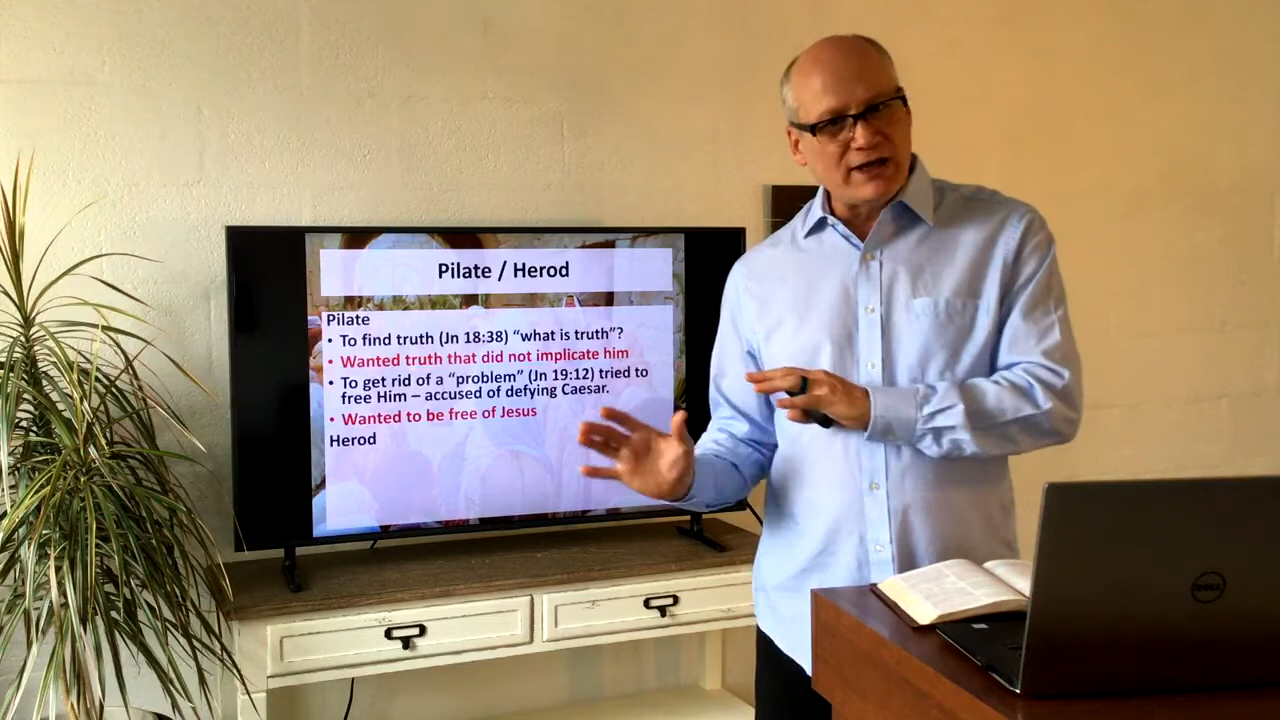 Pilate / Herod
Pilate
• To find truth (Jn 18:38) “what is truth”?
• Wanted truth that did not implicate him
• To get rid of a “problem” (Jn 19:12) tried to
free Him – accused of defying Caesar.
• Wanted to be free of Jesus
Herod
DELL